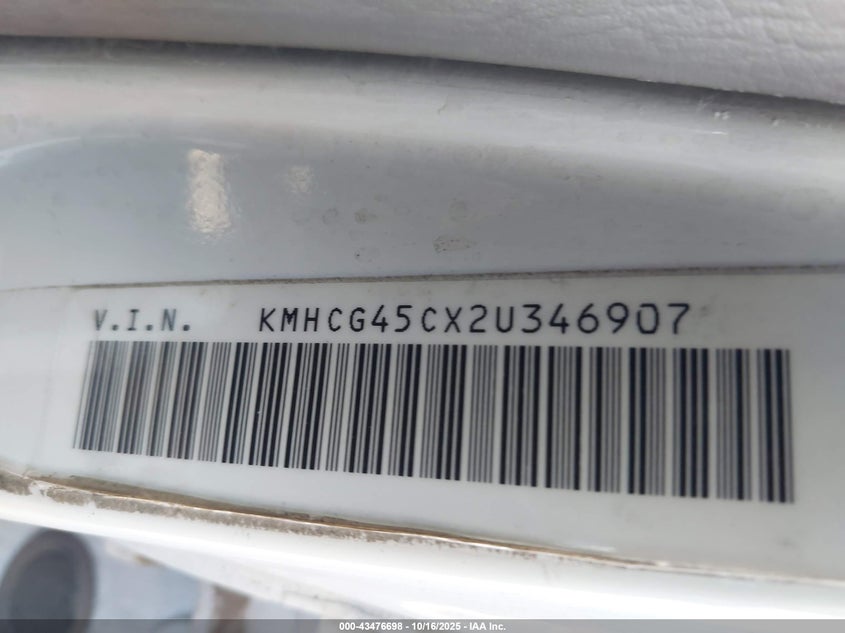 V.I.N. KMHCG45CX2U346907
000-43476698 - 10/16/2025 - IAA Inc.